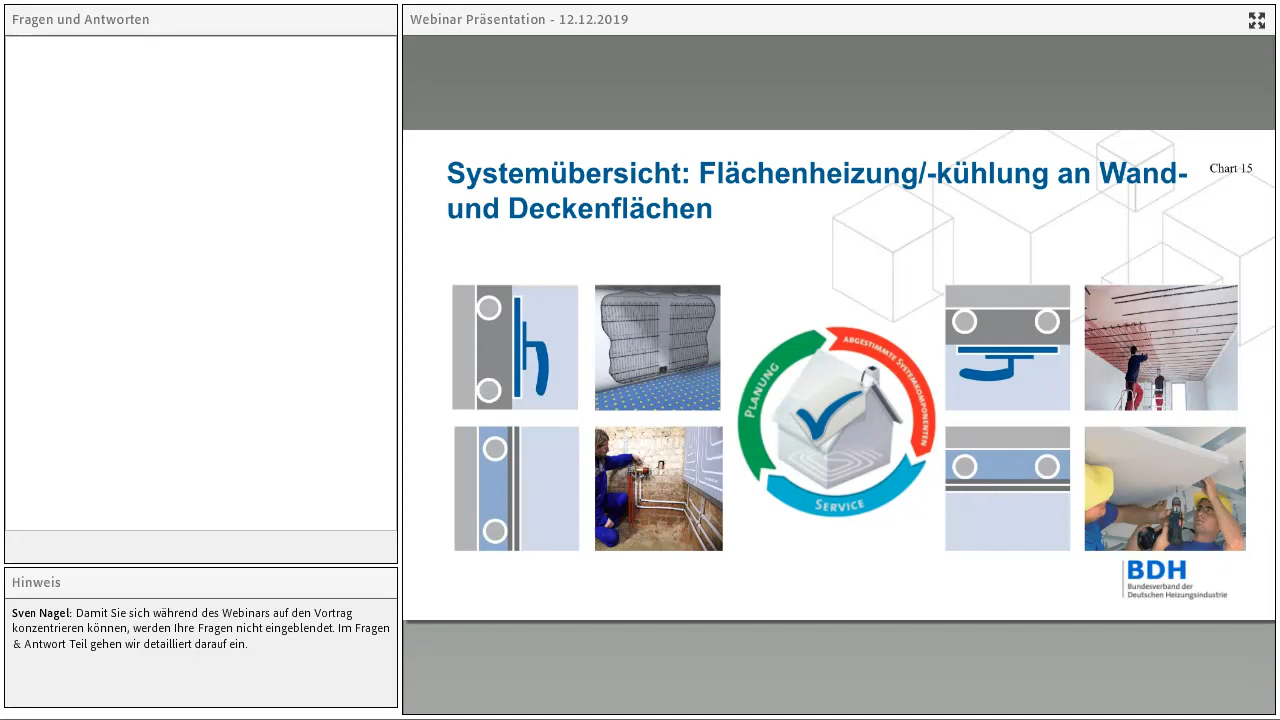 Fragen und Antworten
Webinar Präsentation - 12.12.2019
Systemübersicht: Flächenheizung/-kühlung an Wand-
und Deckenflächen
Chart 15
PLANUNG
ABGESTIMMTE SYSTEMKOMPONENTEN
SERVICE
BDH
Bundesverband der
Deutschen Heizungsindustrie
Hinweis
Sven Nagel: Damit Sie sich während des Webinars auf den Vortrag
konzentrieren können, werden Ihre Fragen nicht eingeblendet. Im Fragen
& Antwort Teil gehen wir detailliert darauf ein.